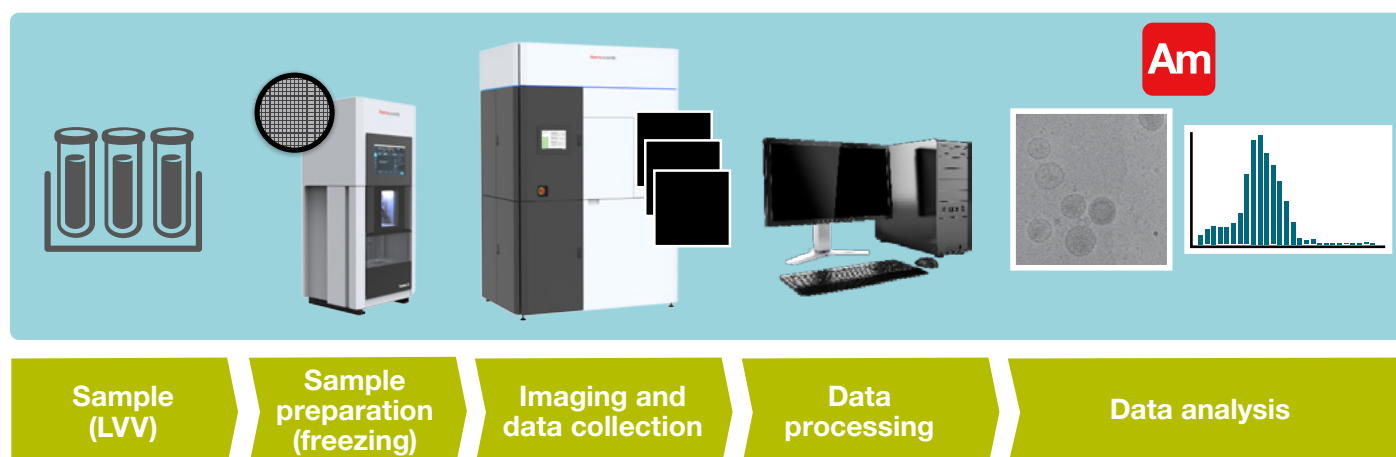 Am
Sample
(LVV)
Sample
preparation
(freezing)
Imaging and
data collection
Data
processing
Data analysis